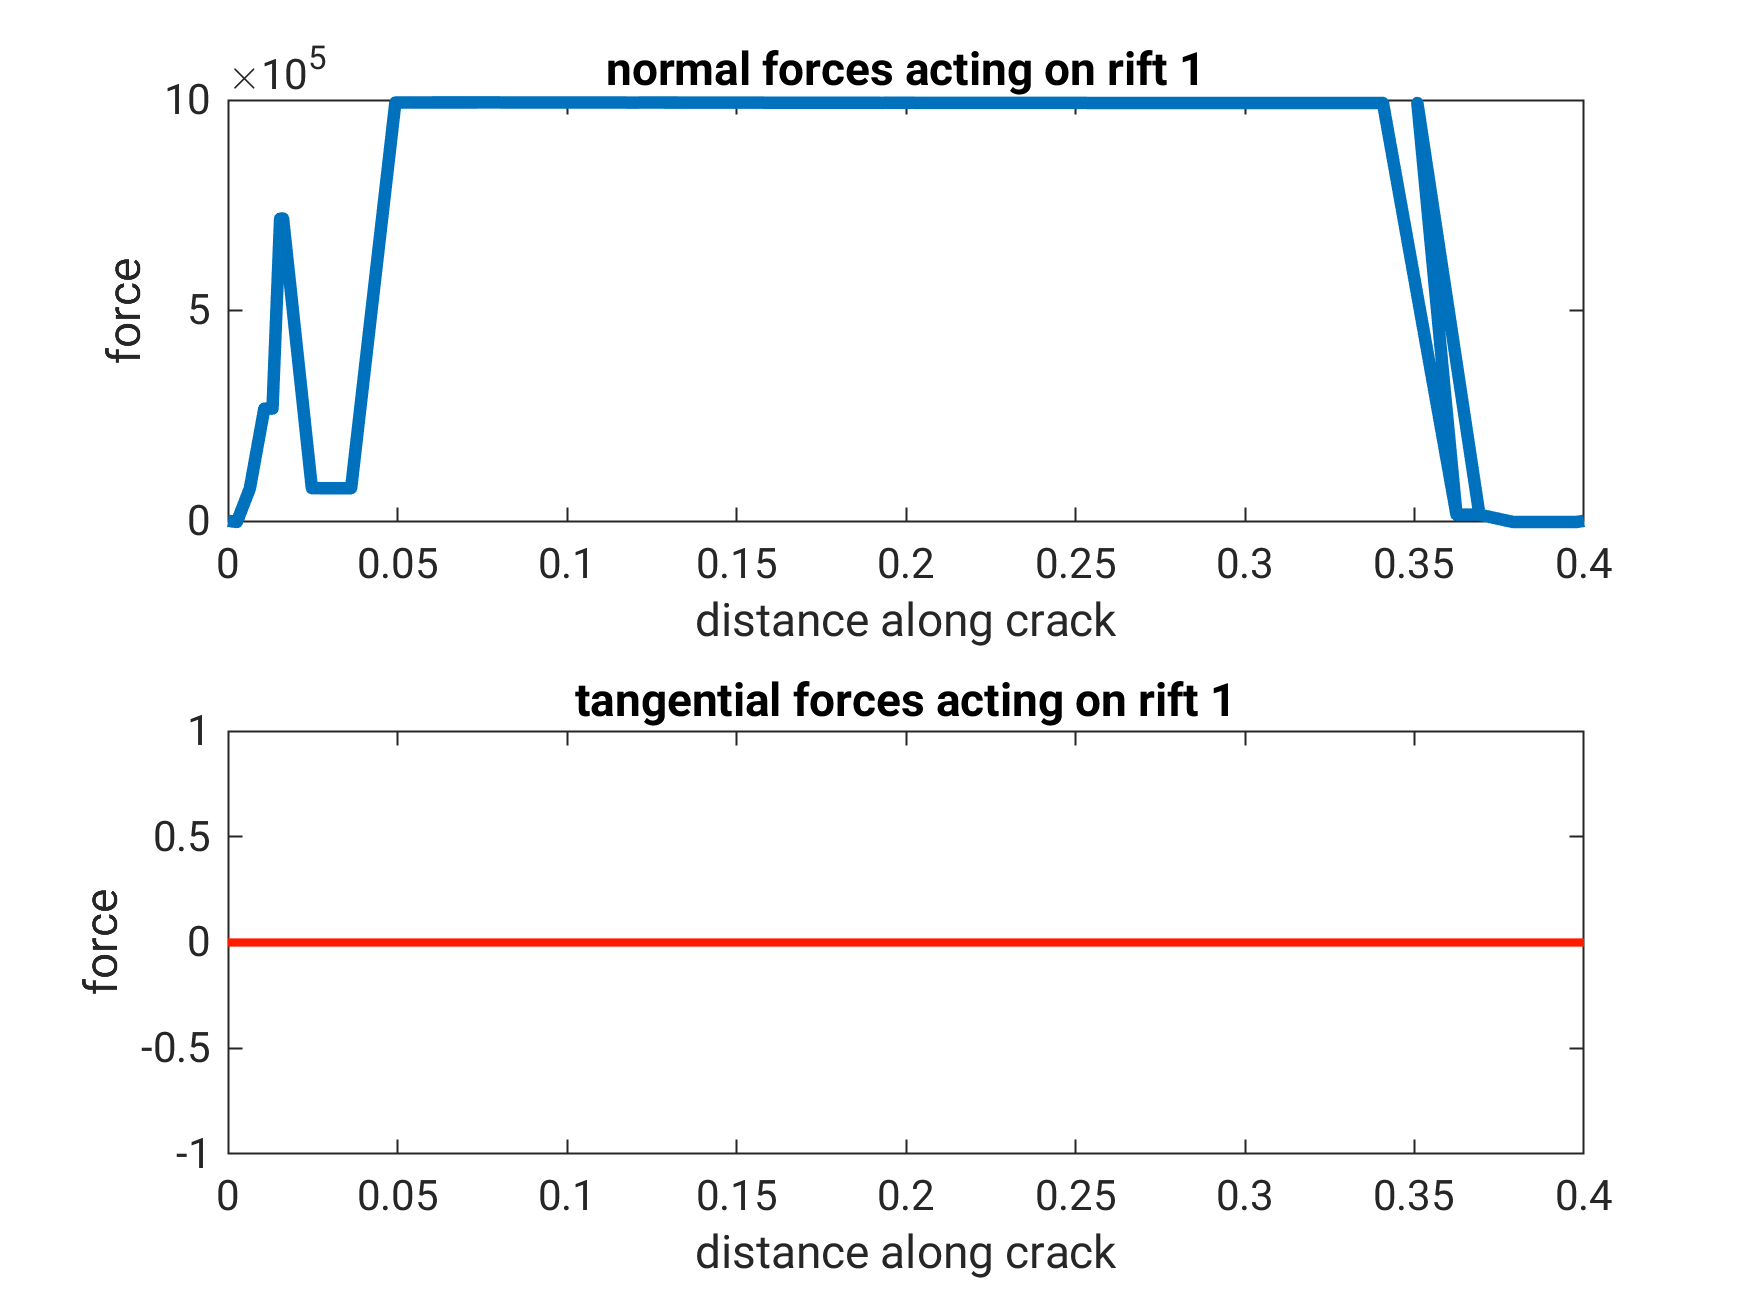 ×10⁵
normal forces acting on rift 1
10
5
0
force
0 0.05 0.1 0.15 0.2 0.25 0.3 0.35 0.4
distance along crack
tangential forces acting on rift 1
1
0.5
0
-0.5
-1
force
0 0.05 0.1 0.15 0.2 0.25 0.3 0.35 0.4
distance along crack